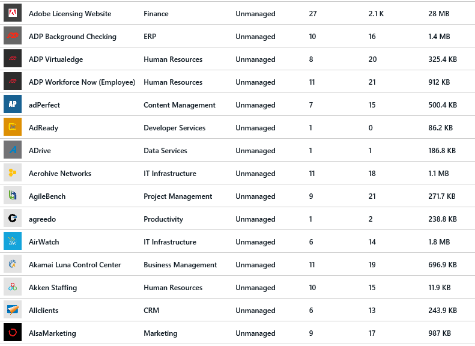 Adobe Licensing Website Finance Unmanaged 27 2.1 K 28 MB
ADP Background Checking ERP Unmanaged 10 16 1.4 MB
ADP Virtualedge Human Resources Unmanaged 8 20 325.4 KB
ADP Workforce Now (Employee) Human Resources Unmanaged 11 21 912 KB
AP adPerfect Content Management Unmanaged 7 15 500.4 KB
AdReady Developer Services Unmanaged 1 0 86.2 KB
ADrive Data Services Unmanaged 1 1 186.8 KB
Aerohive Networks IT Infrastructure Unmanaged 11 18 1.1 MB
AgileBench Project Management Unmanaged 9 21 271.7 KB
agreedo Productivity Unmanaged 1 2 238.8 KB
AirWatch IT Infrastructure Unmanaged 6 14 1.8 MB
Akamai Luna Control Center Business Management Unmanaged 11 19 696.9 KB
Akken Staffing Human Resources Unmanaged 10 15 11.9 KB
Allclients CRM Unmanaged 6 13 243.9 KB
AlsaMarketing Marketing Unmanaged 9 17 987 KB